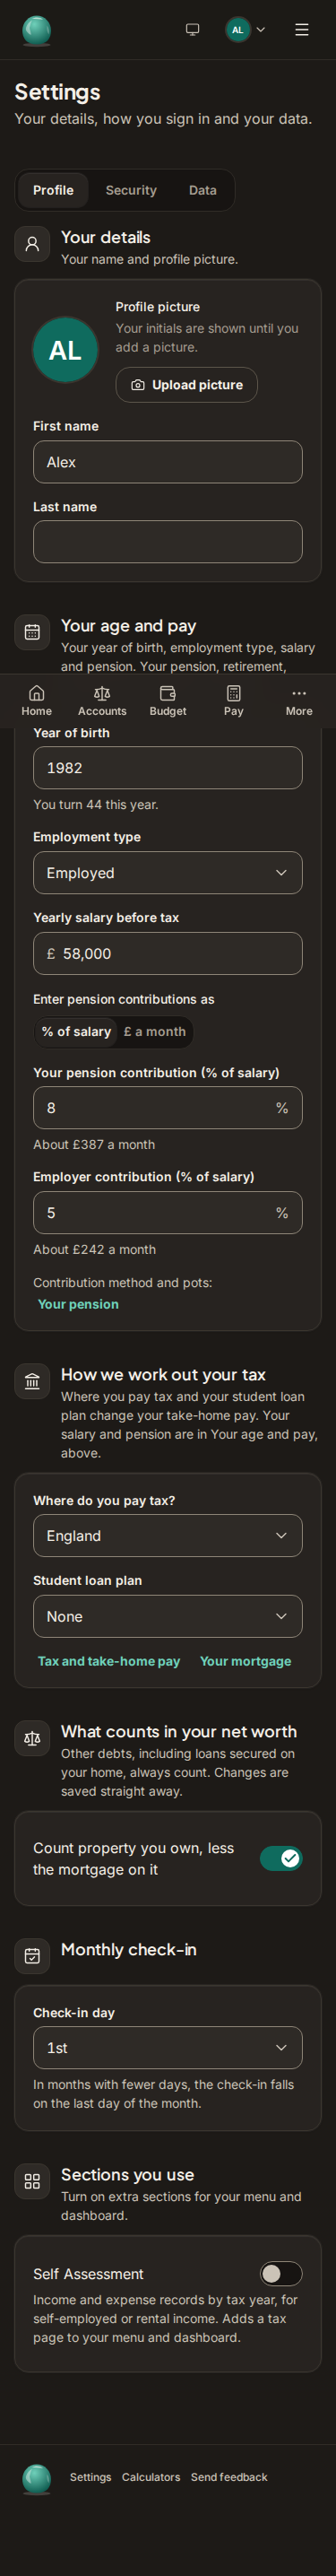 AL
Settings
Your details, how you sign in and your data.
Profile
Security
Data
Your details
Your name and profile picture.
Profile picture
AL
Your initials are shown until you
add a picture.
Upload picture
First name
Alex
Last name
Your age and pay
Your year of birth, employment type, salary
and pension. Your pension, retirement,
Home
Accounts
Budget
Pay
More
Year of birth
1982
You turn 44 this year.
Employment type
Employed
Yearly salary before tax
£ 58,000
Enter pension contributions as
% of salary
£ a month
Your pension contribution (% of salary)
8 %
About £387 a month
Employer contribution (% of salary)
5 %
About £242 a month
Contribution method and pots:
Your pension
How we work out your tax
Where you pay tax and your student loan
plan change your take-home pay. Your
salary and pension are in Your age and pay,
above.
Where do you pay tax?
England
Student loan plan
None
Tax and take-home pay
Your mortgage
What counts in your net worth
Other debts, including loans secured on
your home, always count. Changes are
saved straight away.
Count property you own, less
the mortgage on it
Monthly check-in
Check-in day
1st
In months with fewer days, the check-in falls
on the last day of the month.
Sections you use
Turn on extra sections for your menu and
dashboard.
Self Assessment
Income and expense records by tax year, for
self-employed or rental income. Adds a tax
page to your menu and dashboard.
Settings
Calculators
Send feedback